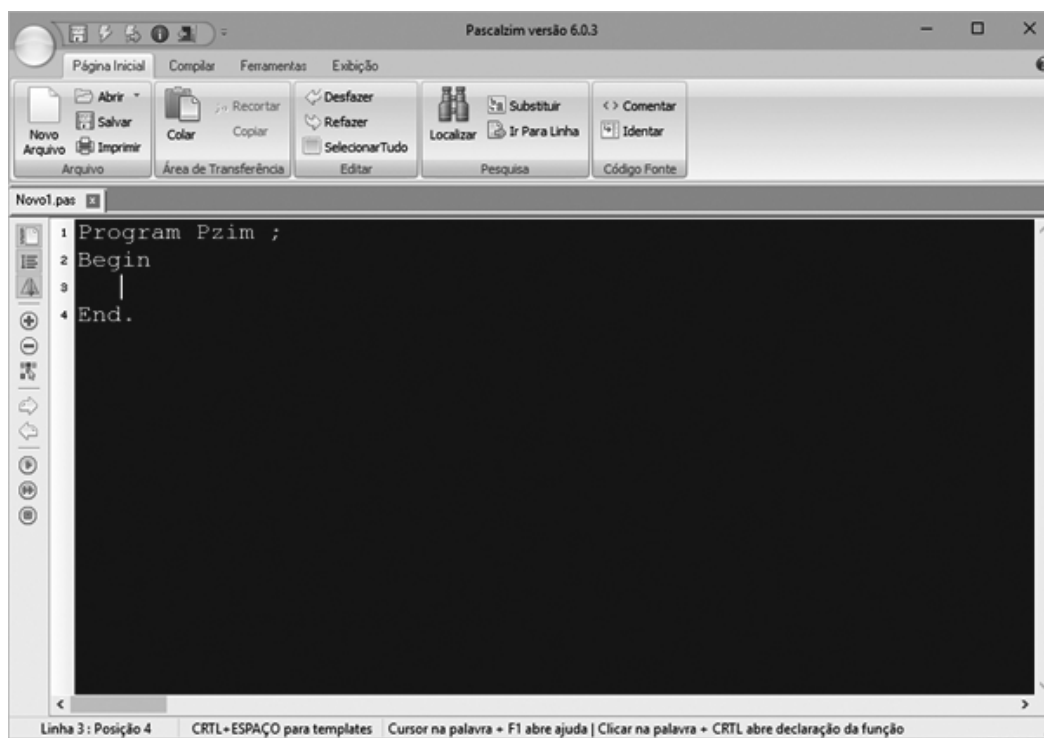 Pascalzim versão 6.0.3
Página Inicial Compilar Ferramentas Exibição
Novo Arquivo
Abrir
Salvar
Imprimir
Arquivo
Colar
Recortar
Copiar
Área de Transferência
Desfazer
Refazer
SelecionarTudo
Editar
Localizar
Substituir
Ir Para Linha
Pesquisa
Comentar
Identar
Código Fonte
Novo1.pas
1 Program Pzim ;
2 Begin
3
4 End.
Linha 3 : Posição 4 CRTL+ESPAÇO para templates Cursor na palavra + F1 abre ajuda | Clicar na palavra + CRTL abre declaração da função